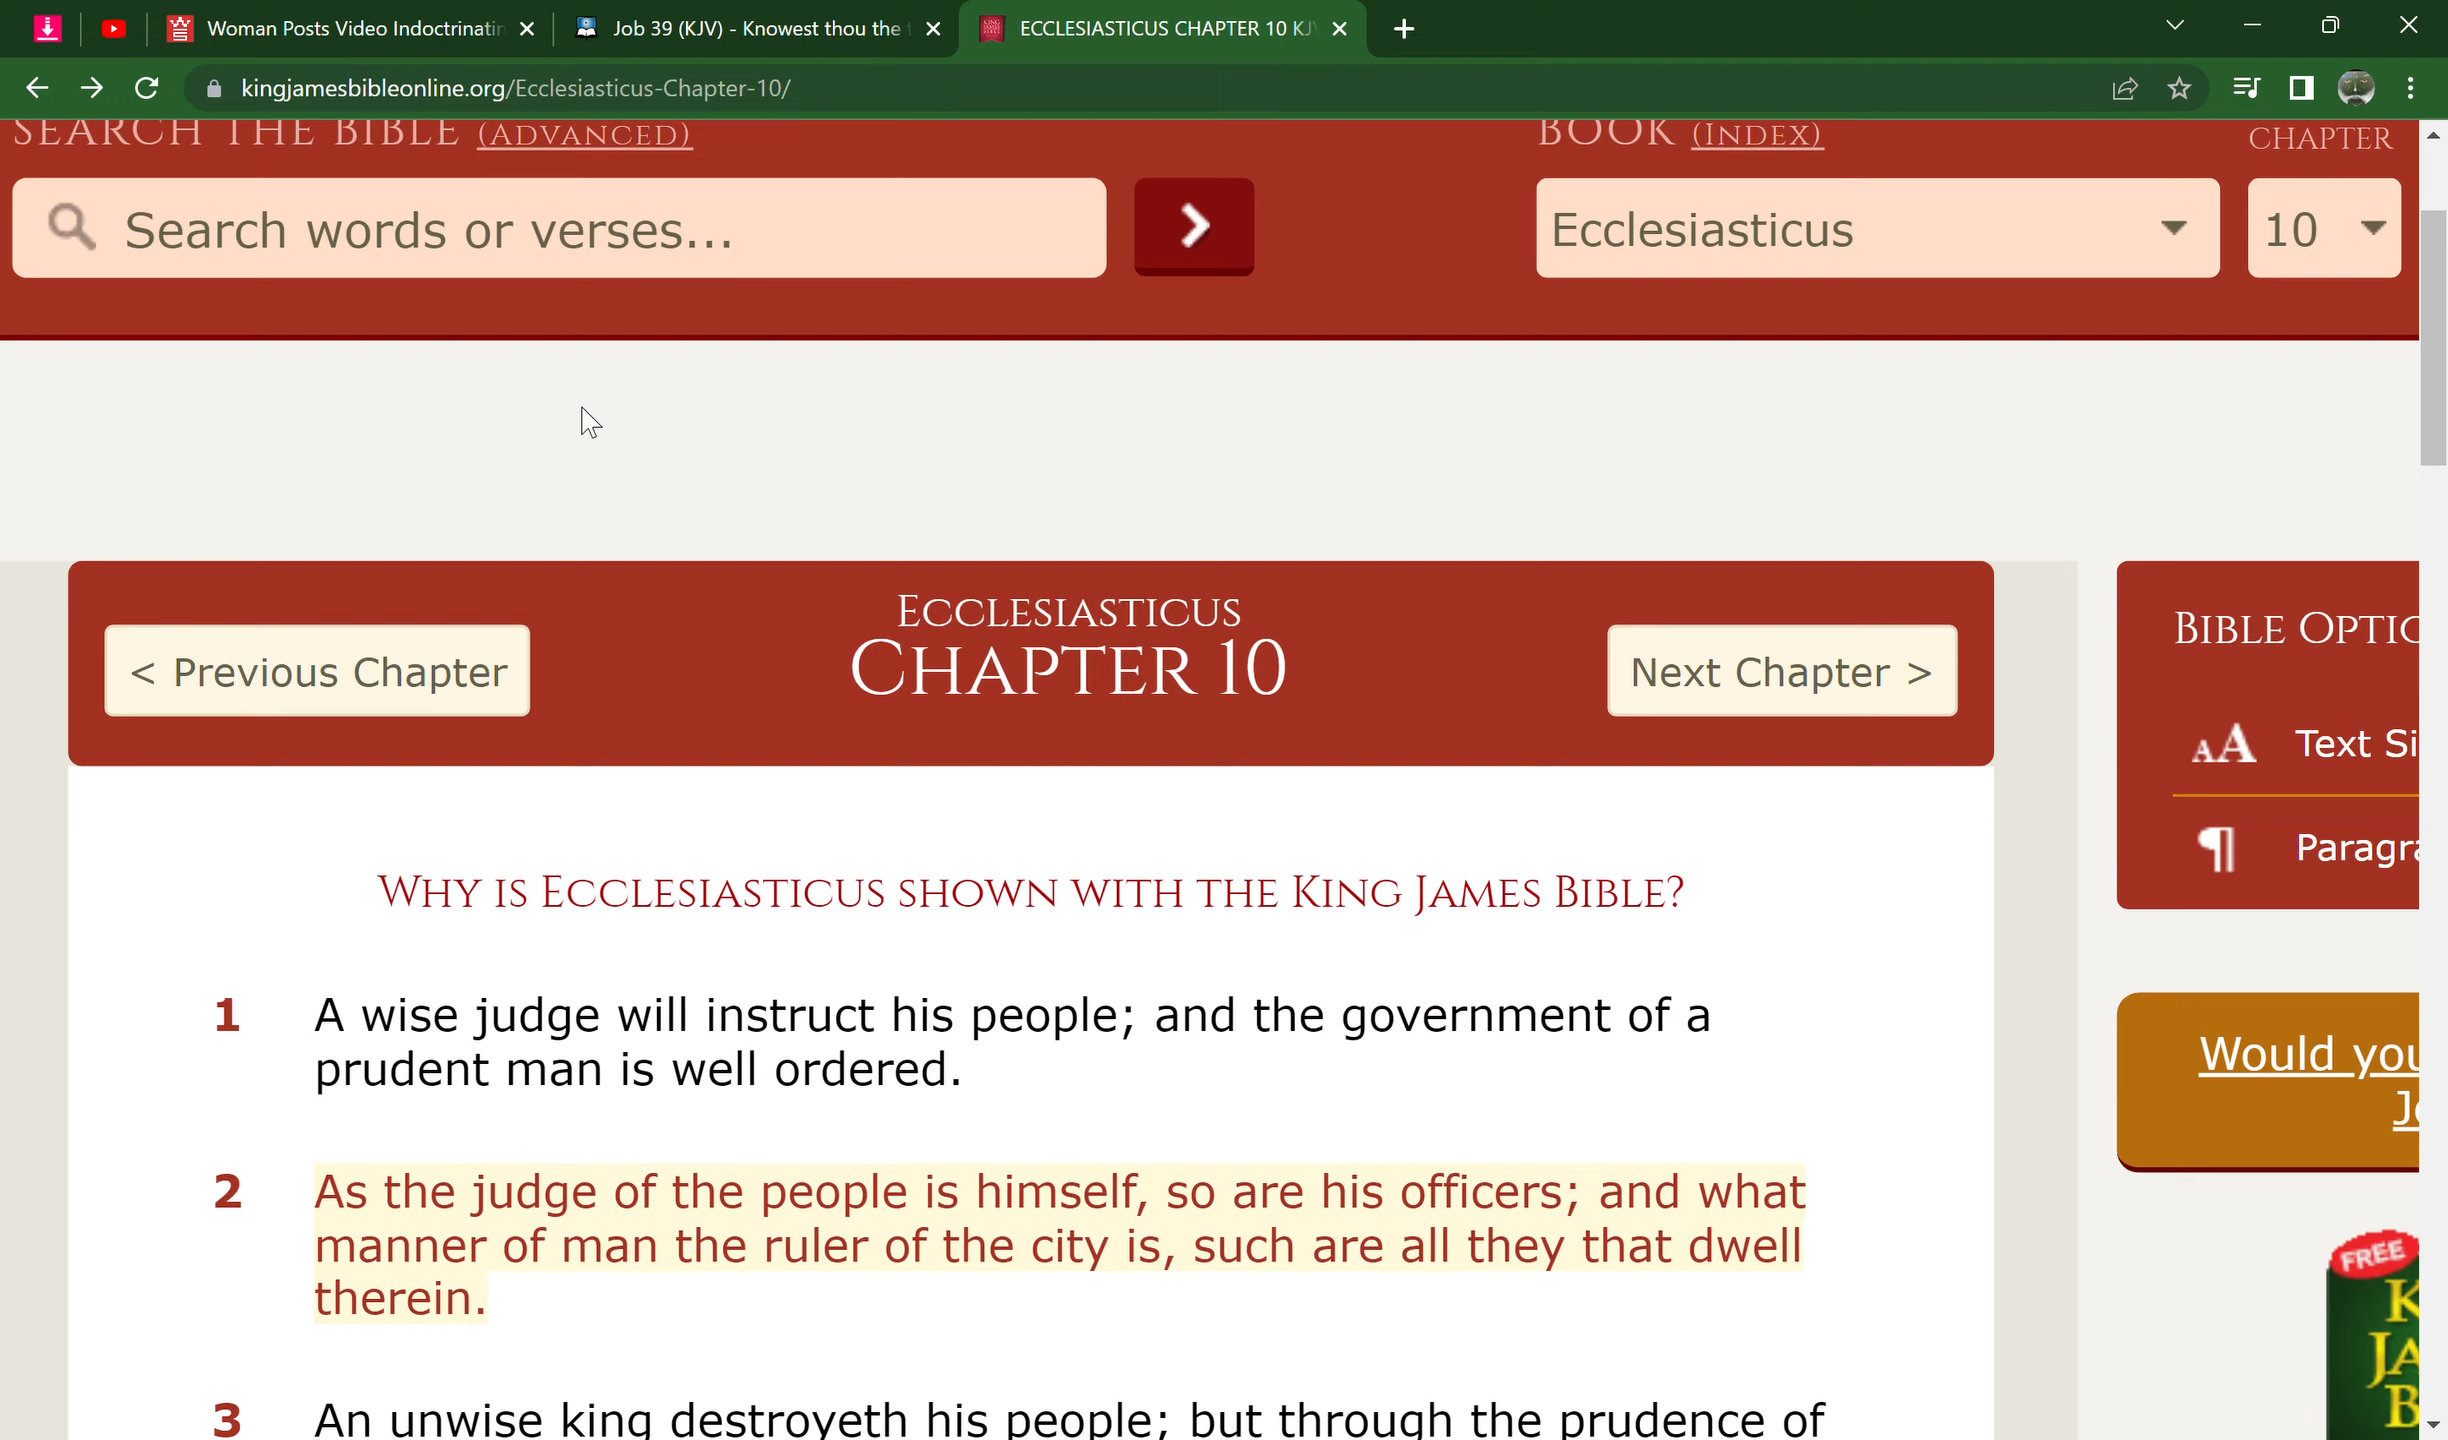 Woman Posts Video Indoctrinatin
Job 39 (KJV) - Knowest thou the
ECCLESIASTICUS CHAPTER 10 KJV
kingjamesbibleonline.org/Ecclesiasticus-Chapter-10/
SEARCH THE BIBLE (ADVANCED)
BOOK (INDEX)
CHAPTER
Search words or verses...
Ecclesiasticus
10
ECCLESIASTICUS
CHAPTER 10
< Previous Chapter
Next Chapter >
BIBLE OPTIO
AA Text Si
¶ Paragra
WHY IS ECCLESIASTICUS SHOWN WITH THE KING JAMES BIBLE?
1 A wise judge will instruct his people; and the government of a
prudent man is well ordered.
2 As the judge of the people is himself, so are his officers; and what
manner of man the ruler of the city is, such are all they that dwell
therein.
3 An unwise king destroyeth his people; but through the prudence of
Would you
J
FREE
K
JA
B